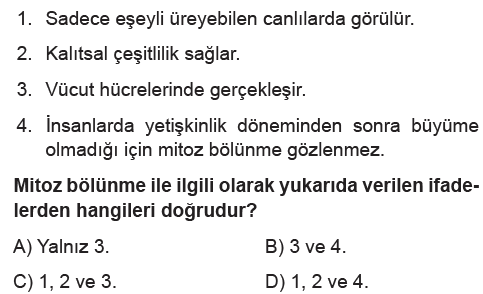 1. Sadece eşeyli üreyebilen canlılarda görülür.
2. Kalıtsal çeşitlilik sağlar.
3. Vücut hücrelerinde gerçekleşir.
4. İnsanlarda yetişkinlik döneminden sonra büyüme
olmadığı için mitoz bölünme gözlenmez.
Mitoz bölünme ile ilgili olarak yukarıda verilen ifade-
lerden hangileri doğrudur?
A) Yalnız 3. B) 3 ve 4.
C) 1, 2 ve 3. D) 1, 2 ve 4.